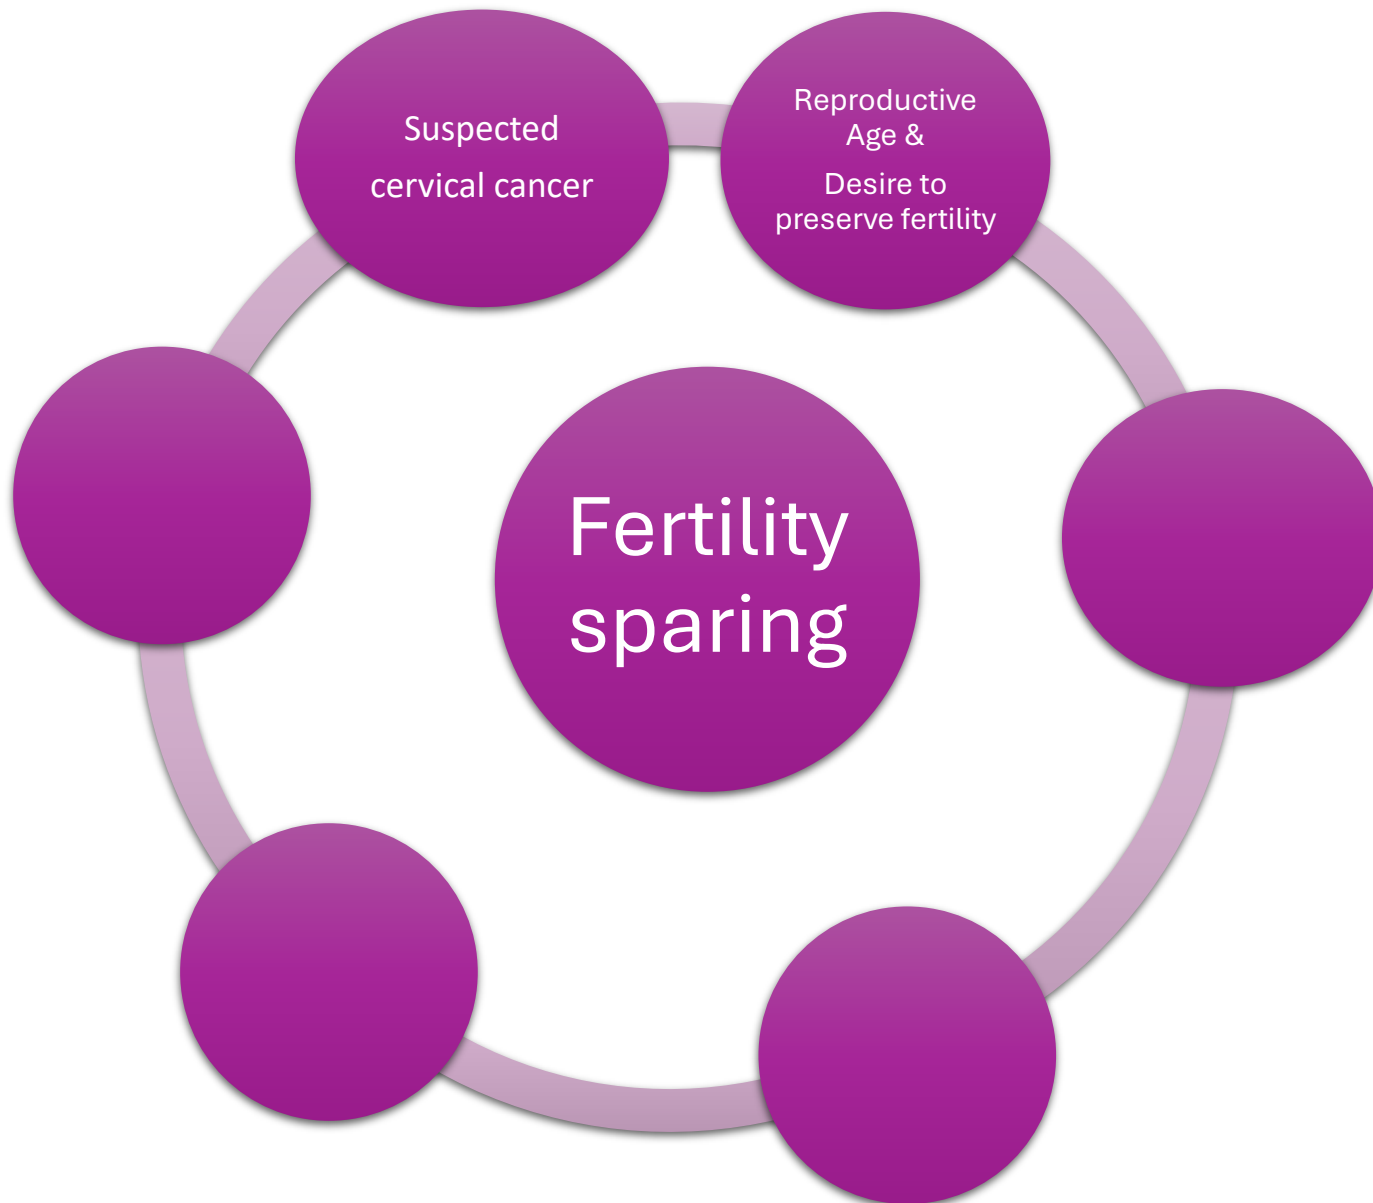 Suspected
cervical cancer
Reproductive
Age &
Desire to
preserve fertility
Fertility
sparing